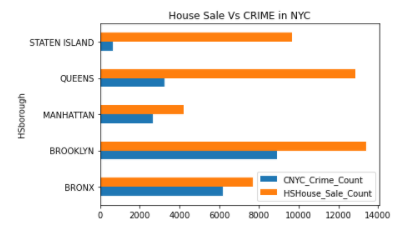 House Sale Vs CRIME in NYC
HSborough
STATEN ISLAND
QUEENS
MANHATTAN
BROOKLYN
BRONX
CNYC_Crime_Count
HSHouse_Sale_Count
0 2000 4000 6000 8000 10000 12000 14000